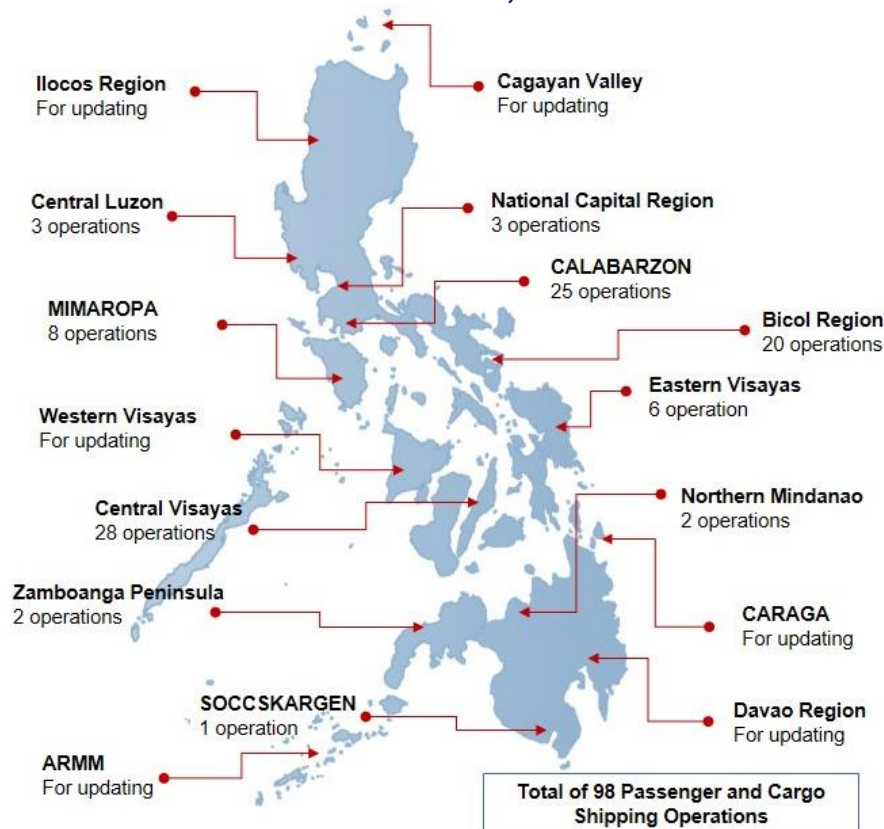 Ilocos Region
For updating
Cagayan Valley
For updating
Central Luzon
3 operations
National Capital Region
3 operations
CALABARZON
25 operations
MIMAROPA
8 operations
Bicol Region
20 operations
Eastern Visayas
6 operation
Western Visayas
For updating
Central Visayas
28 operations
Northern Mindanao
2 operations
Zamboanga Peninsula
2 operations
CARAGA
For updating
SOCCSKARGEN
1 operation
Davao Region
For updating
ARMM
For updating
Total of 98 Passenger and Cargo
Shipping Operations